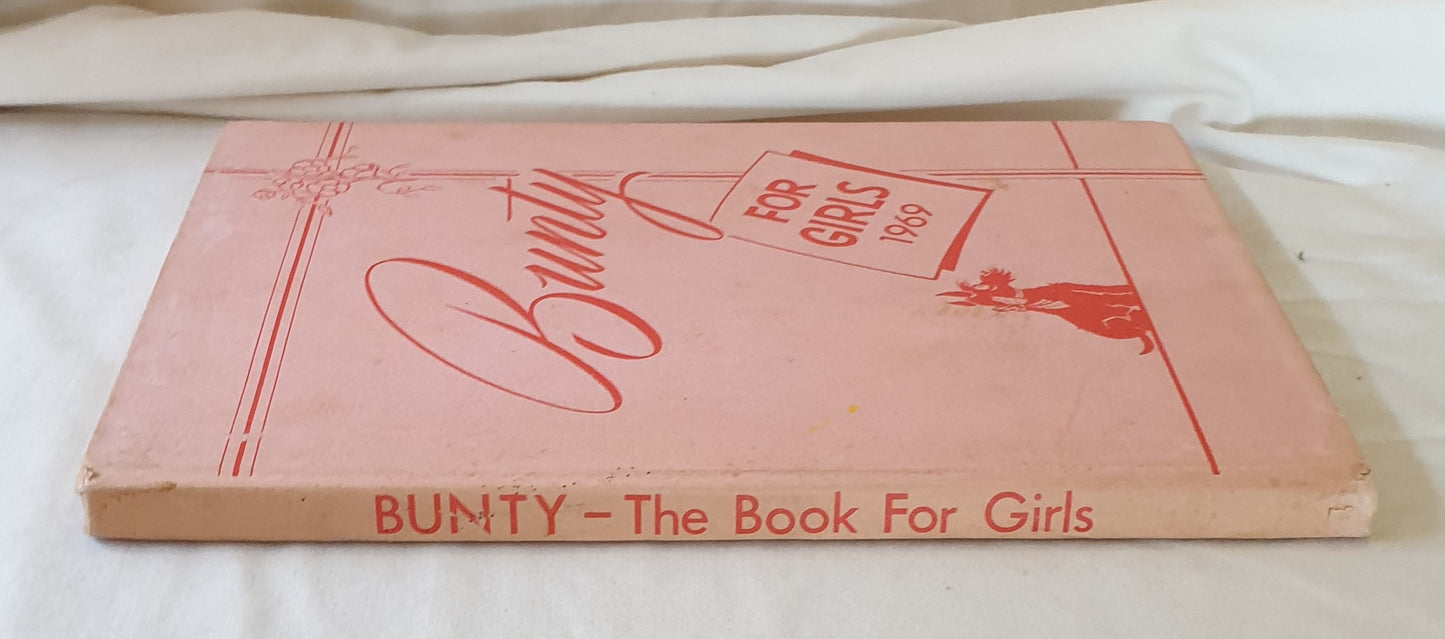 Bunty
FOR
GIRLS
1969
BUNTY - The Book For Girls